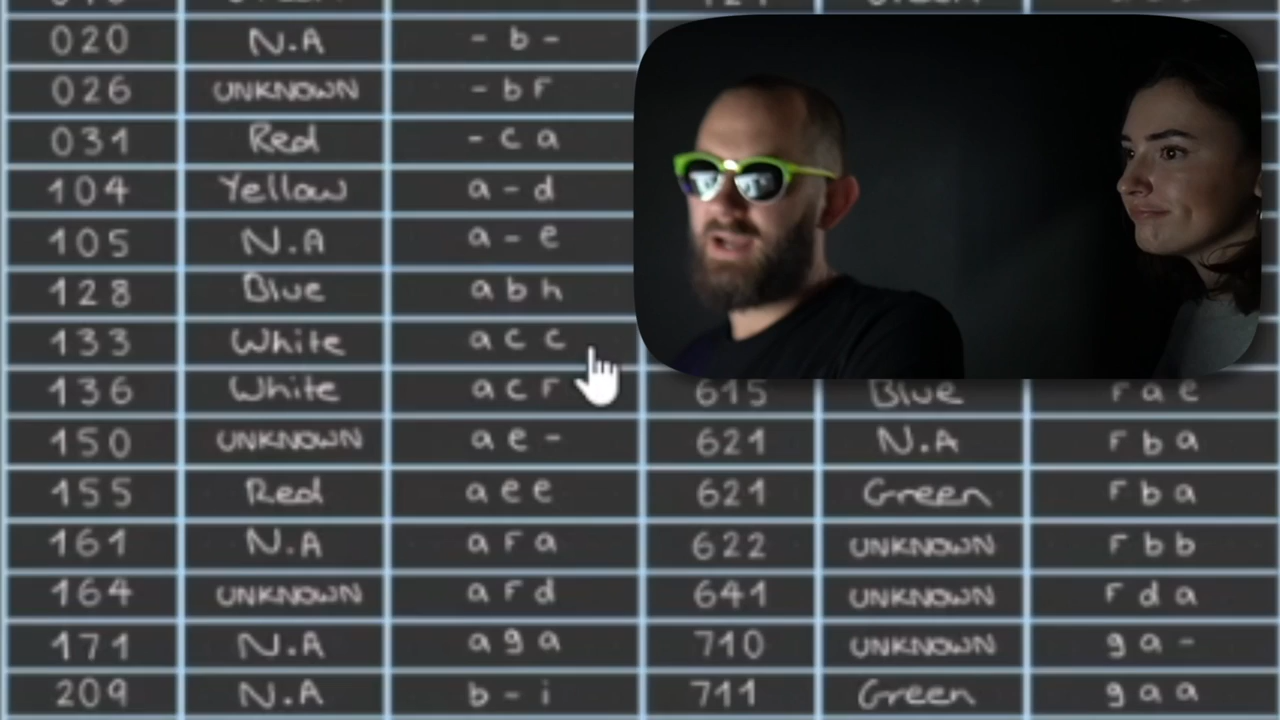 020 N.A - b -
026 UNKNOWN - b F
031 Red - c a
104 Yellow a - d
105 N.A a - e
128 Blue a b h
133 White a c c
136 White a c F 615 Blue F a e
150 UNKNOWN a e - 621 N.A F b a
155 Red a e e 621 Green F b a
161 N.A a F a 622 UNKNOWN F b b
164 UNKNOWN a F d 641 UNKNOWN F d a
171 N.A a g a 710 UNKNOWN g a -
209 N.A b - i 711 Green g a a